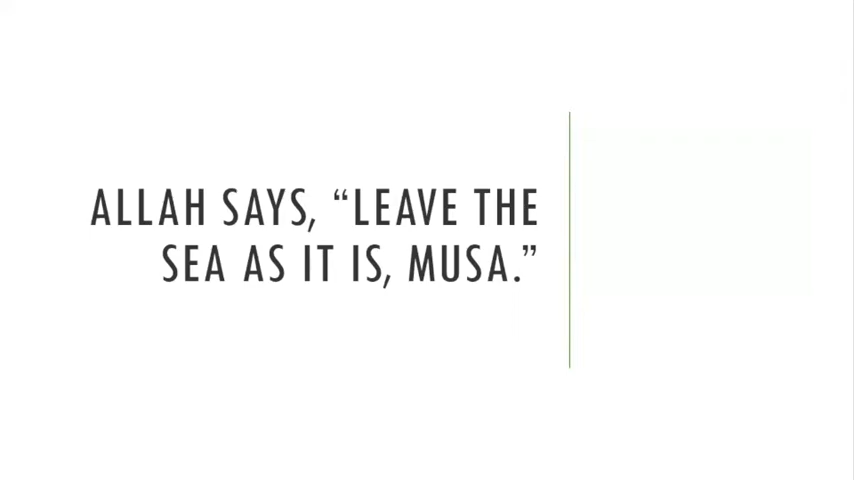 ALLAH SAYS, “LEAVE THE
SEA AS IT IS, MUSA.”